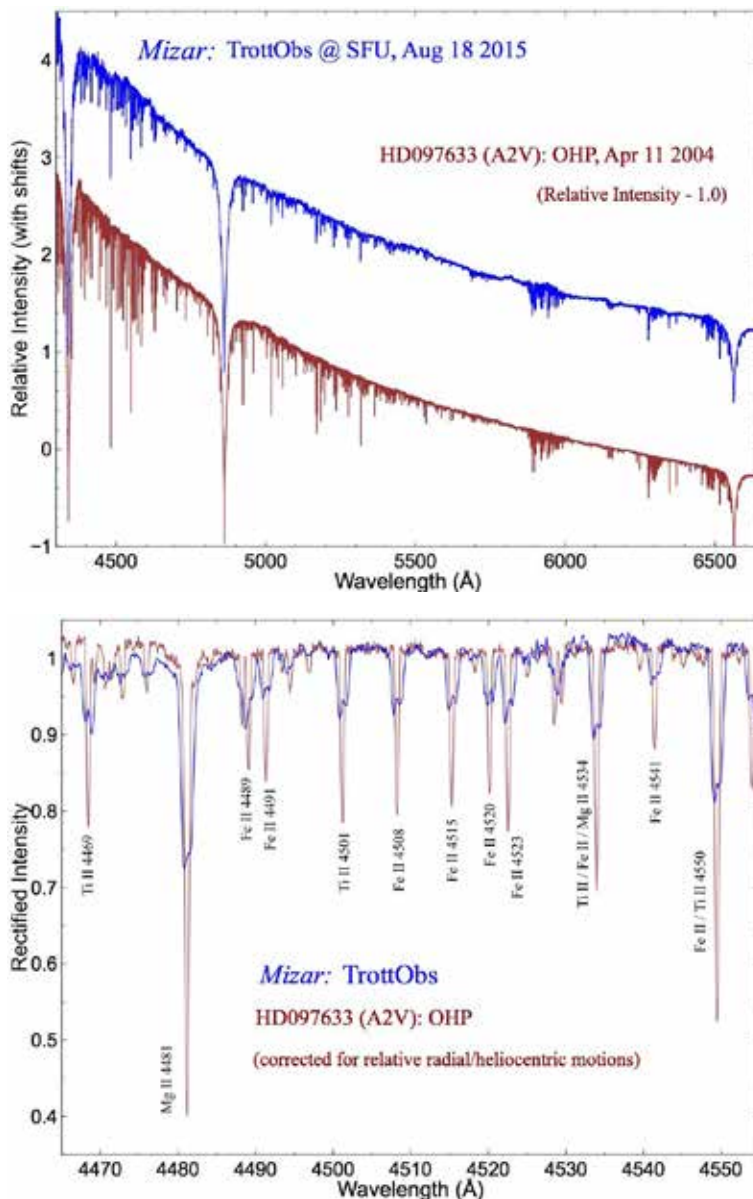 Mizar: TrottObs @ SFU, Aug 18 2015
HD097633 (A2V): OHP, Apr 11 2004
(Relative Intensity - 1.0)
Relative Intensity (with shifts)
4
3
2
1
0
−1
4500 5000 5500 6000 6500
Wavelength (Å)
Rectified Intensity
1
0.9
0.8
0.7
0.6
0.5
0.4
Ti II 4469
Mg II 4481
Fe II 4489
Fe II 4491
Ti II 4501
Fe II 4508
Fe II 4515
Fe II 4520
Fe II 4523
Ti II / Fe II / Mg II 4534
Fe II 4541
Fe II / Ti II 4550
Mizar: TrottObs
HD097633 (A2V): OHP
(corrected for relative radial/heliocentric motions)
4470 4480 4490 4500 4510 4520 4530 4540 4550
Wavelength (Å)